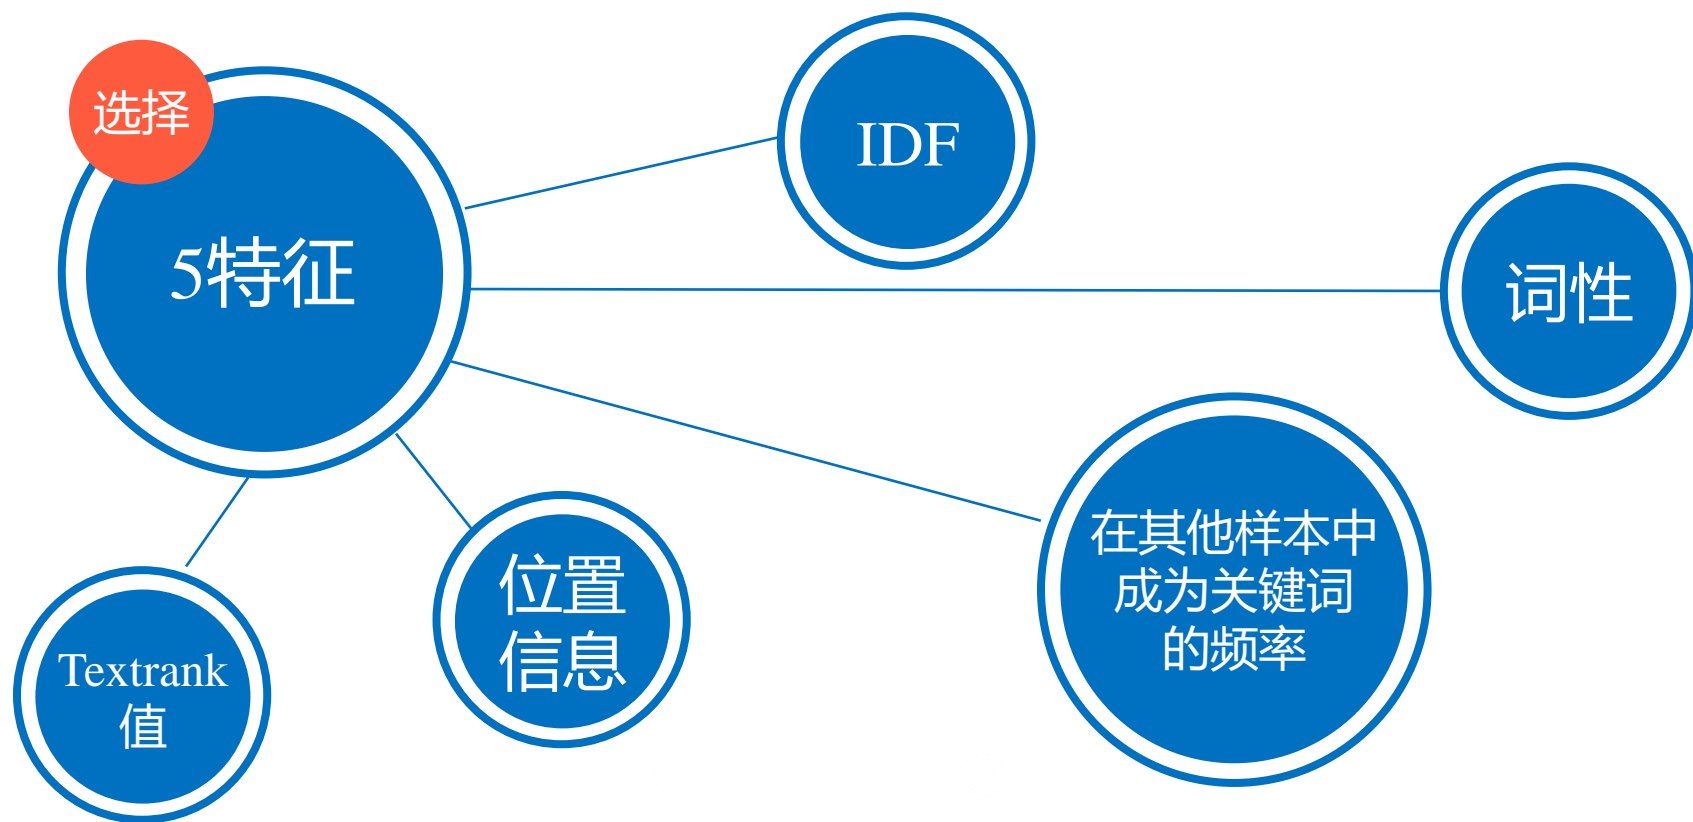 选择
5特征
IDF
词性
在其他样本中
成为关键词
的频率
位置
信息
Textrank
值